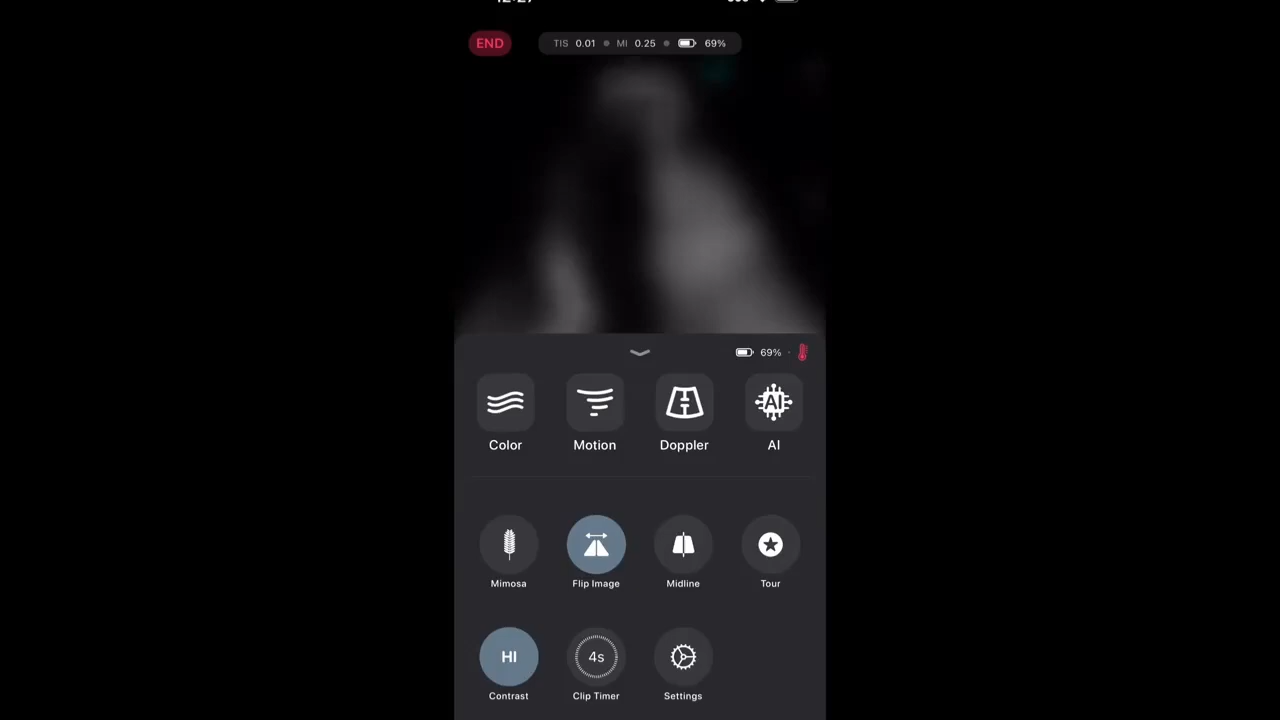 END TIS 0.01 MI 0.25 69%
69%
Color Motion Doppler AI
Mimosa Flip Image Midline Tour
HI 4s
Contrast Clip Timer Settings